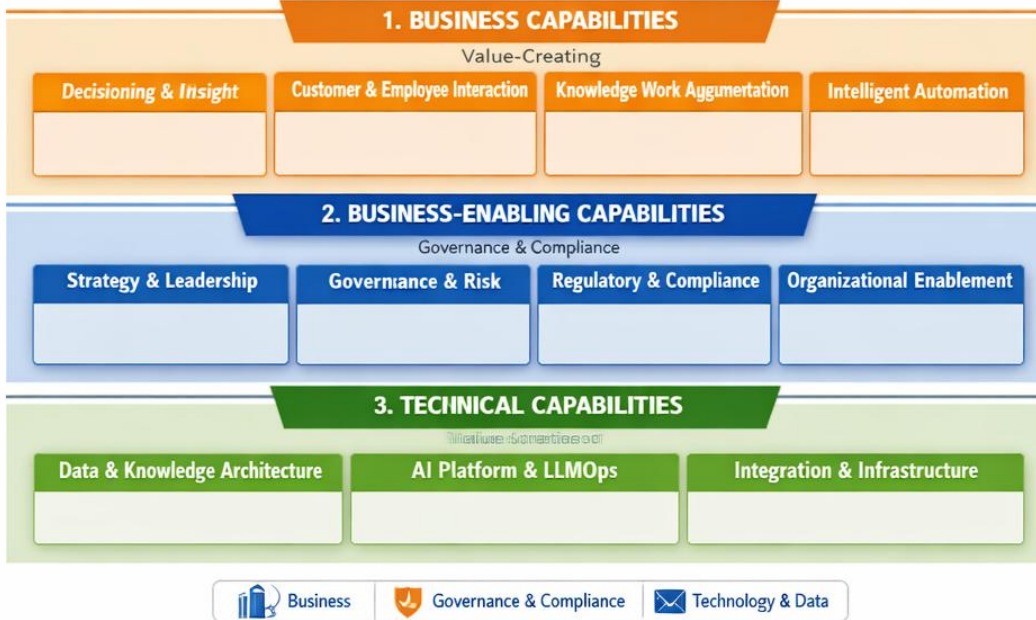 1. BUSINESS CAPABILITIES
Value-Creating
Decisioning & Insight
Customer & Employee Interaction
Knowledge Work Aygumentation
Intelligent Automation
2. BUSINESS-ENABLING CAPABILITIES
Governance & Compliance
Strategy & Leadership
Governance & Risk
Regulatory & Compliance
Organizational Enablement
3. TECHNICAL CAPABILITIES
Data & Knowledge Architecture
AI Platform & LLMOps
Integration & Infrastructure
Business
Governance & Compliance
Technology & Data